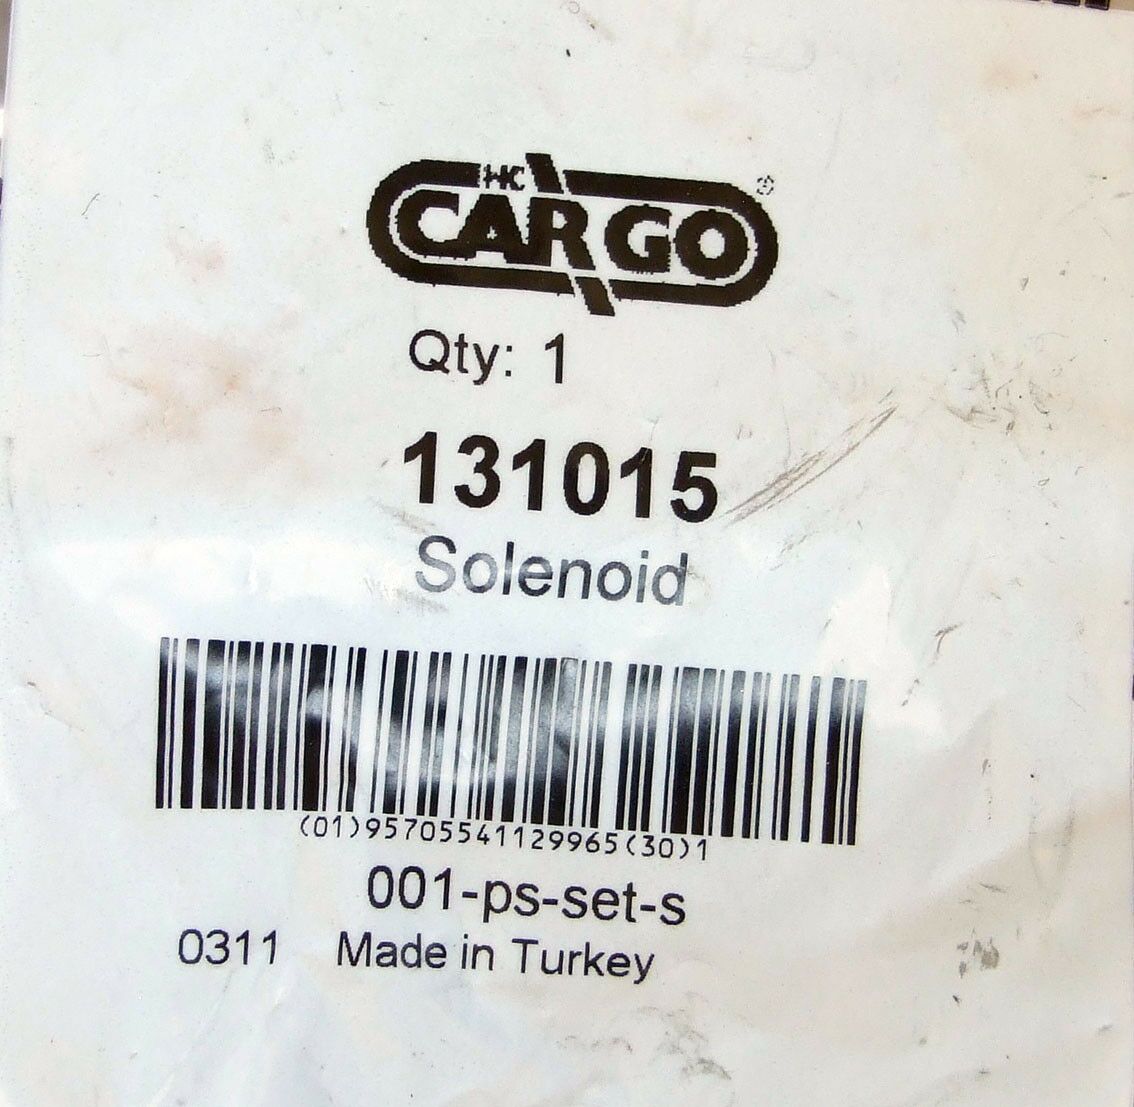 HC
CARGO
Qty: 1
131015
Solenoid
(01)95705541129965(30)1
001-ps-set-s
0311 Made in Turkey